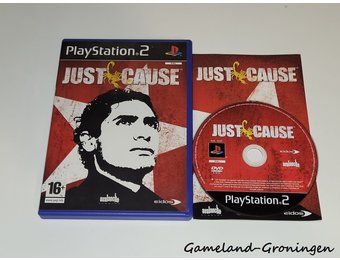 PlayStation 2
JUST CAUSE
16+
eidos
JUST CAUSE
JUST CAUSE
DVD
PlayStation 2
eidos
Gameland-Groningen